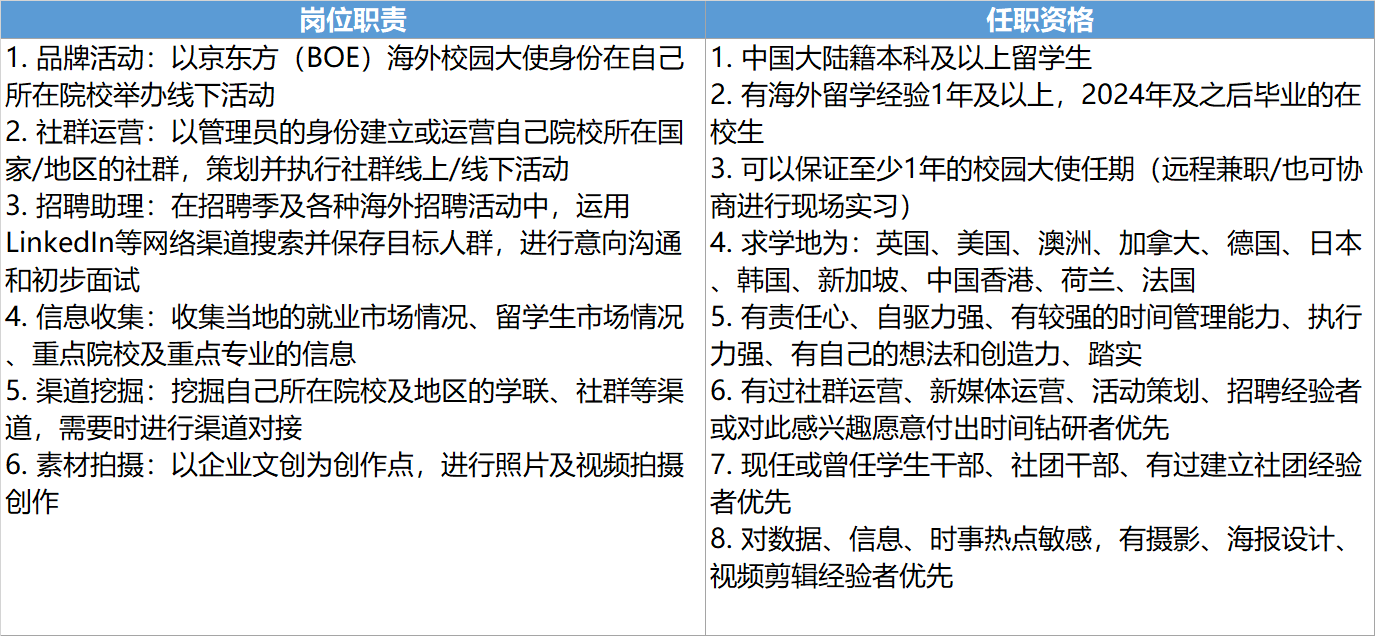 岗位职责
1. 品牌活动：以京东方（BOE）海外校园大使身份在自己
所在院校举办线下活动
2. 社群运营：以管理员的身份建立或运营自己院校所在国
家/地区的社群，策划并执行社群线上/线下活动
3. 招聘助理：在招聘季及各种海外招聘活动中，运用
LinkedIn等网络渠道搜索并保存目标人群，进行意向沟通
和初步面试
4. 信息收集：收集当地的就业市场情况、留学生市场情况
、重点院校及重点专业的信息
5. 渠道挖掘：挖掘自己所在院校及地区的学联、社群等渠
道，需要时进行渠道对接
6. 素材拍摄：以企业文创为创作点，进行照片及视频拍摄
创作
任职资格
1. 中国大陆籍本科及以上留学生
2. 有海外留学经验1年及以上，2024年及之后毕业的在
校生
3. 可以保证至少1年的校园大使任期（远程兼职/也可协
商进行现场实习）
4. 求学地为：英国、美国、澳洲、加拿大、德国、日本
、韩国、新加坡、中国香港、荷兰、法国
5. 有责任心、自驱力强、有较强的时间管理能力、执行
力强、有自己的想法和创造力、踏实
6. 有过社群运营、新媒体运营、活动策划、招聘经验者
或对此感兴趣愿意付出时间钻研者优先
7. 现任或曾任学生干部、社团干部、有过建立社团经验
者优先
8. 对数据、信息、时事热点敏感，有摄影、海报设计、
视频剪辑经验者优先